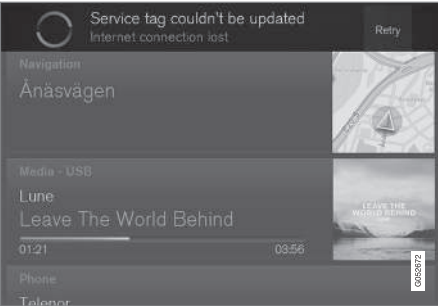 Service tag couldn't be updated
Internet connection lost
Retry
Navigation
Ånäsvägen
Media - USB
Lune
Leave The World Behind
01:21
03:56
LEAVE THE
WORLD BEHIND
Phone
Telenor
G052672